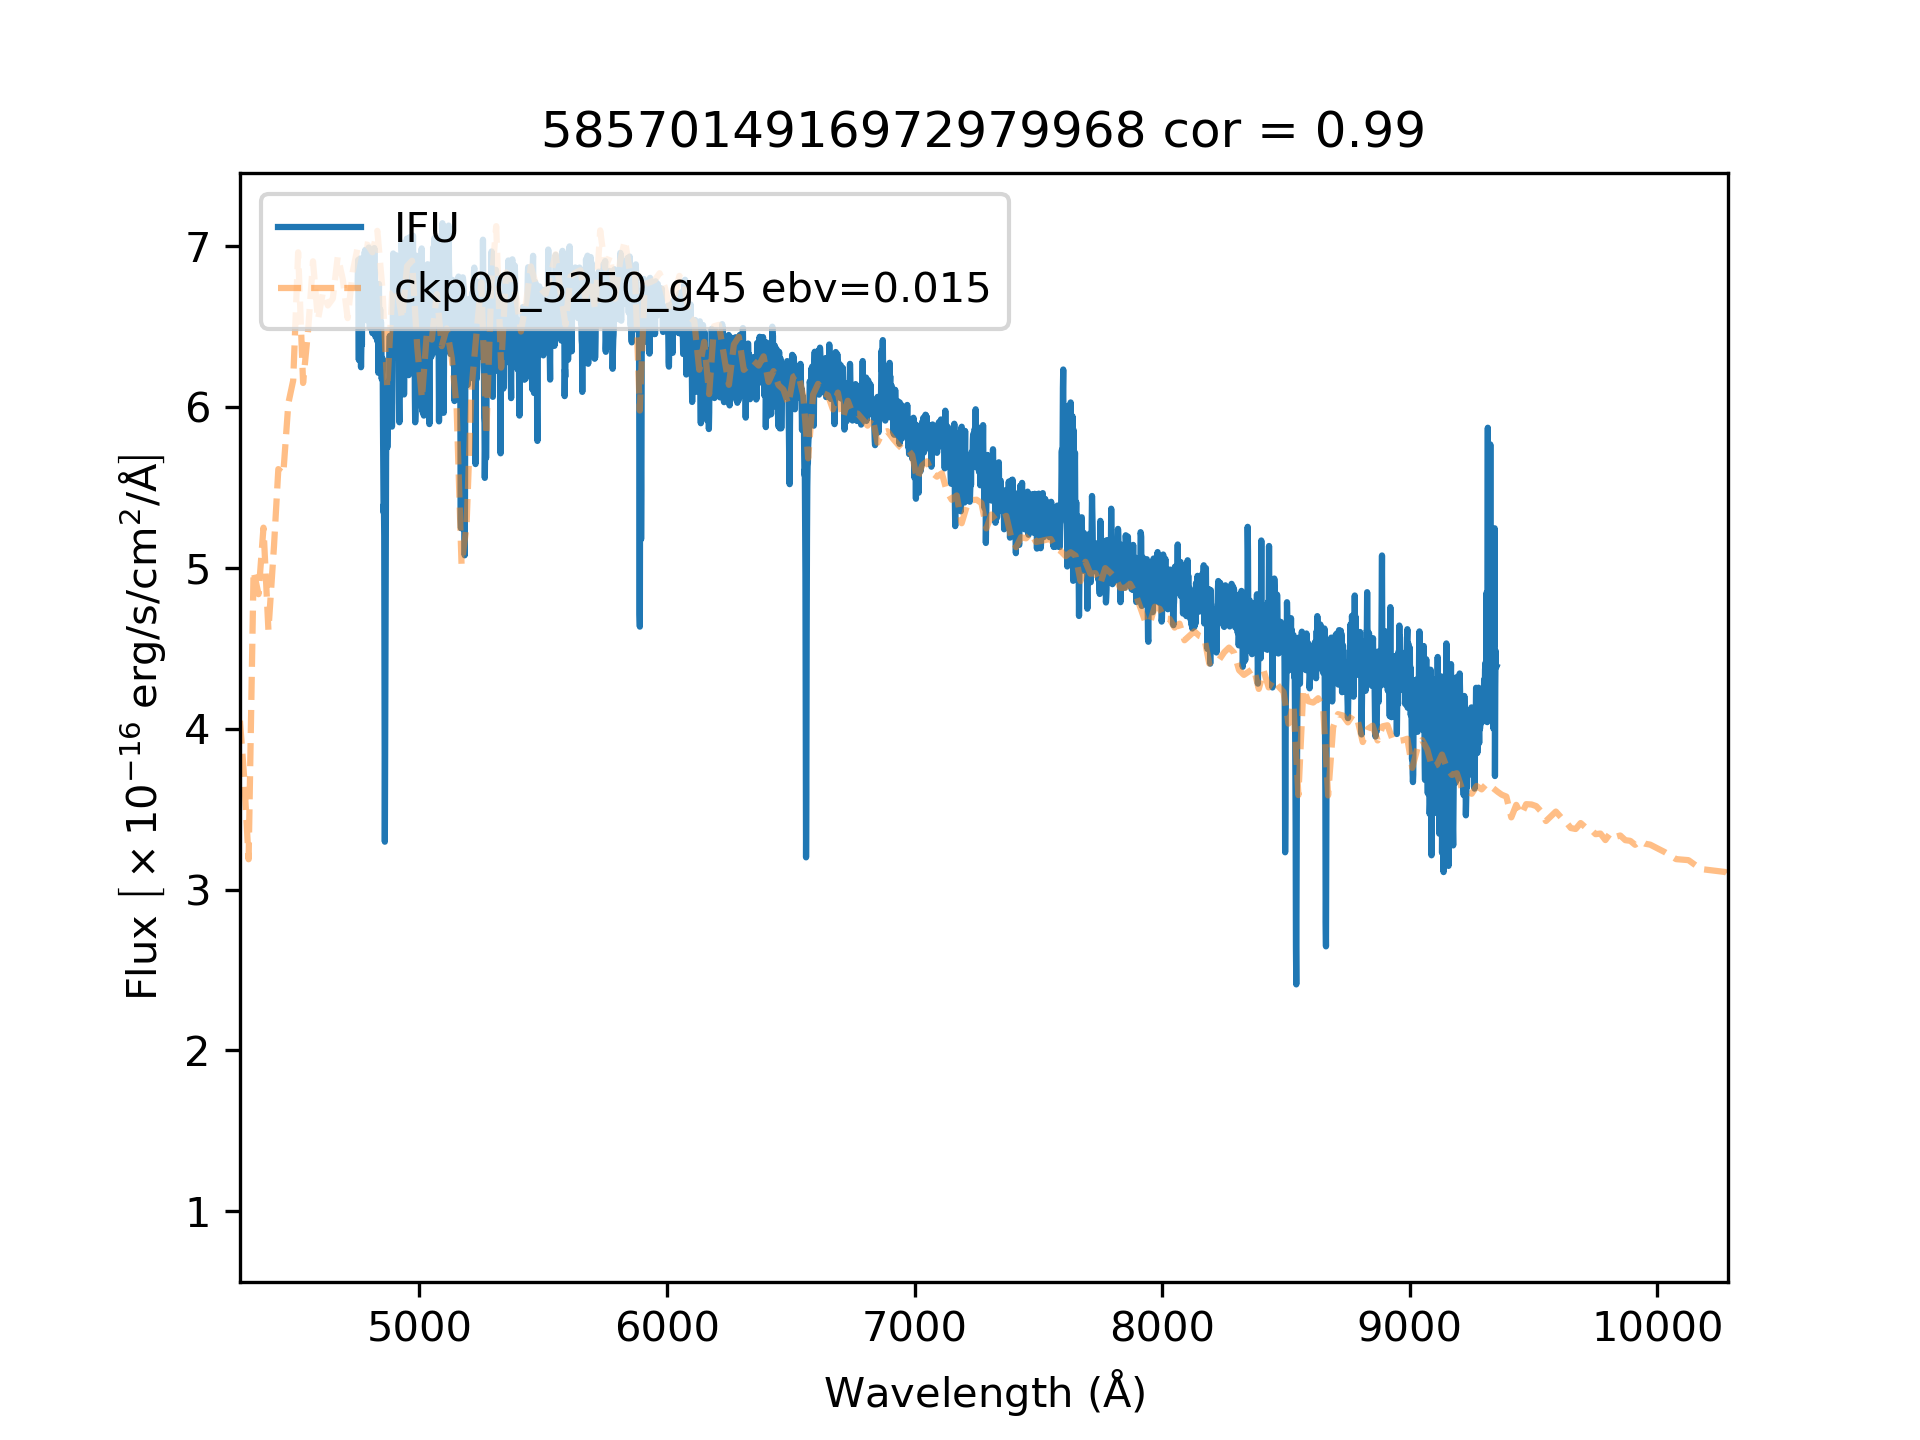 5857014916972979968 cor = 0.99
IFU
ckp00_5250_g45 ebv=0.015
7
6
5
4
3
2
1
Flux [× 10⁻¹⁶ erg/s/cm²/Å]
5000 6000 7000 8000 9000 10000
Wavelength (Å)